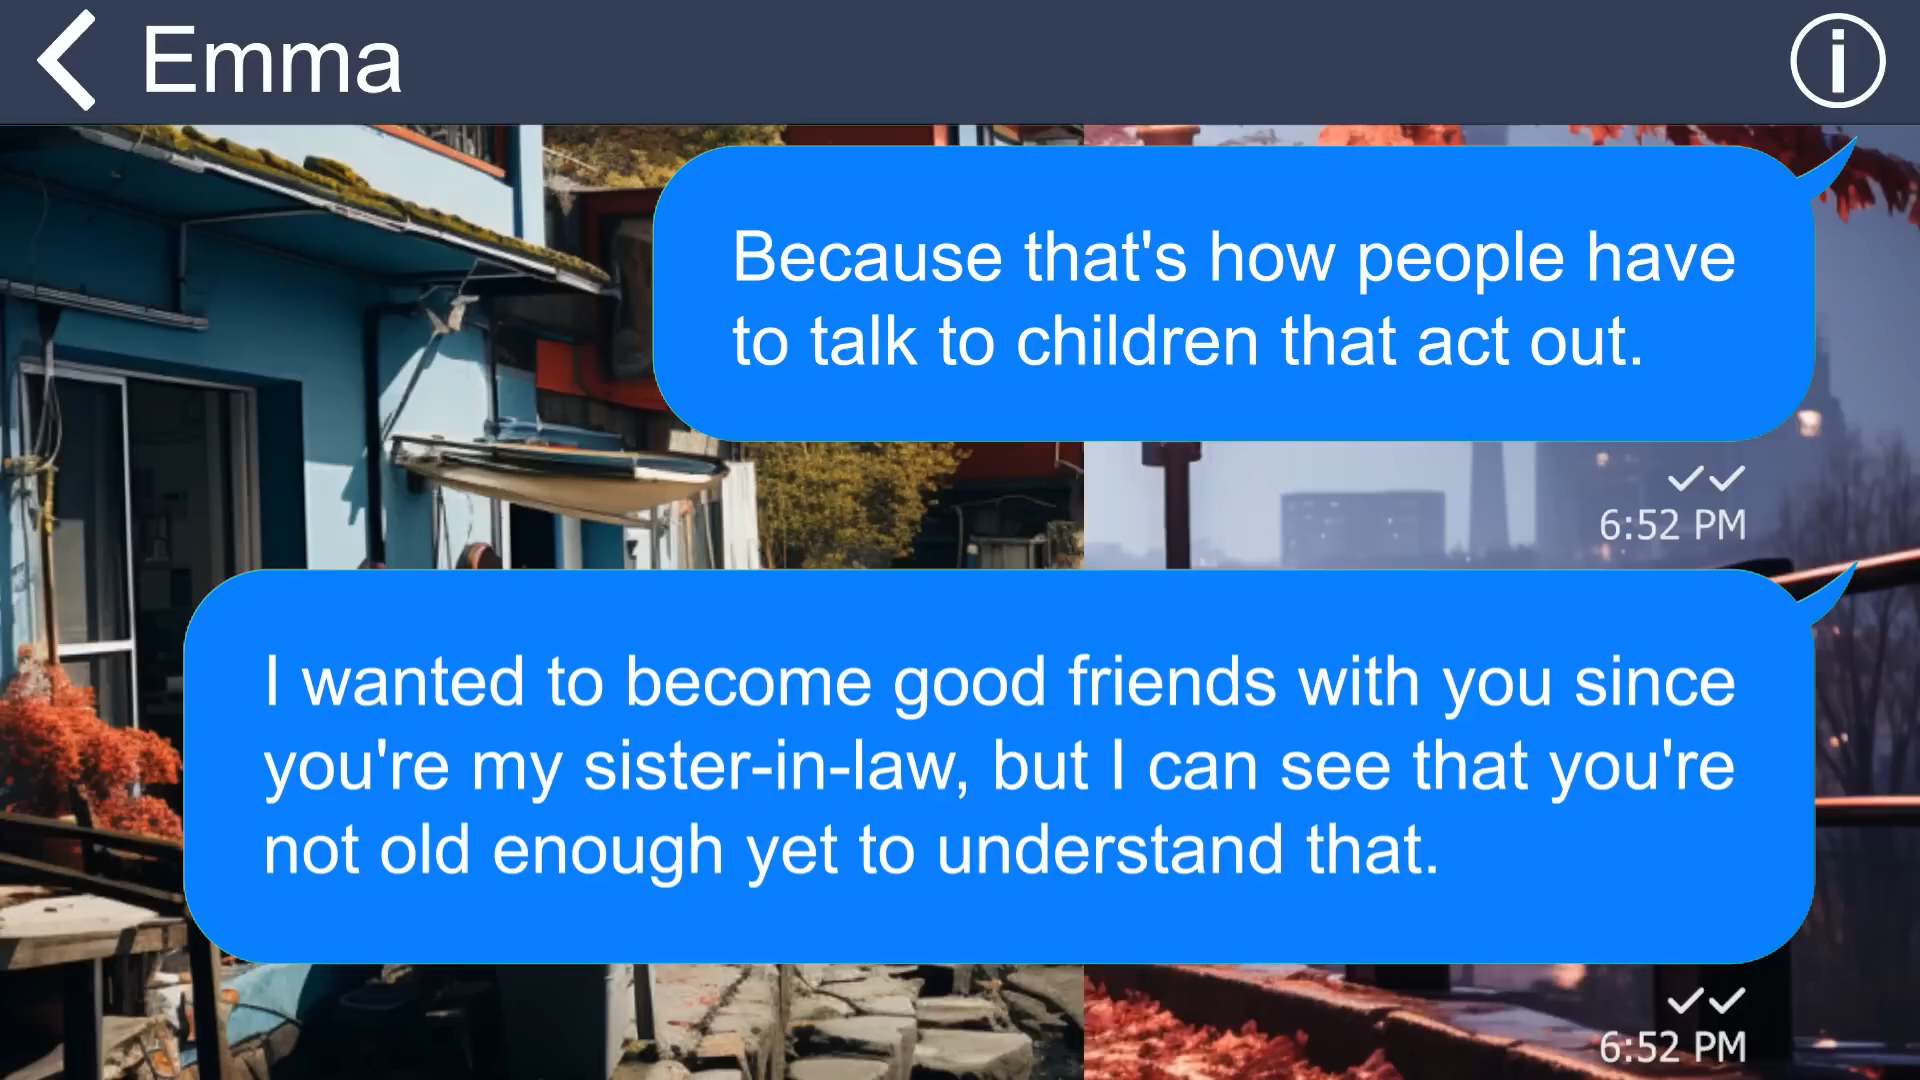 Emma
Because that's how people have
to talk to children that act out.
6:52 PM
I wanted to become good friends with you since
you're my sister-in-law, but I can see that you're
not old enough yet to understand that.
6:52 PM